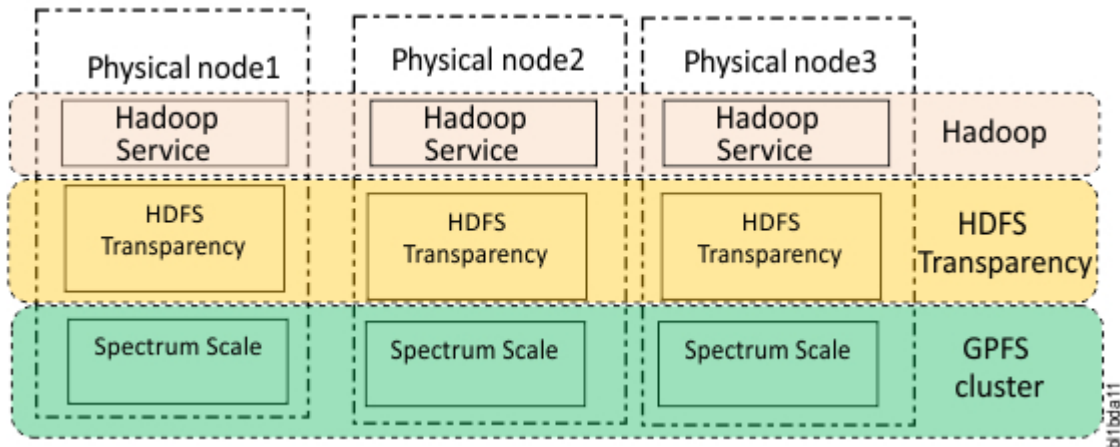 Physical node1
Physical node2
Physical node3
Hadoop
Service
Hadoop
Service
Hadoop
Service
Hadoop
HDFS
Transparency
HDFS
Transparency
HDFS
Transparency
HDFS
Transparency
Spectrum Scale
Spectrum Scale
Spectrum Scale
GPFS
cluster